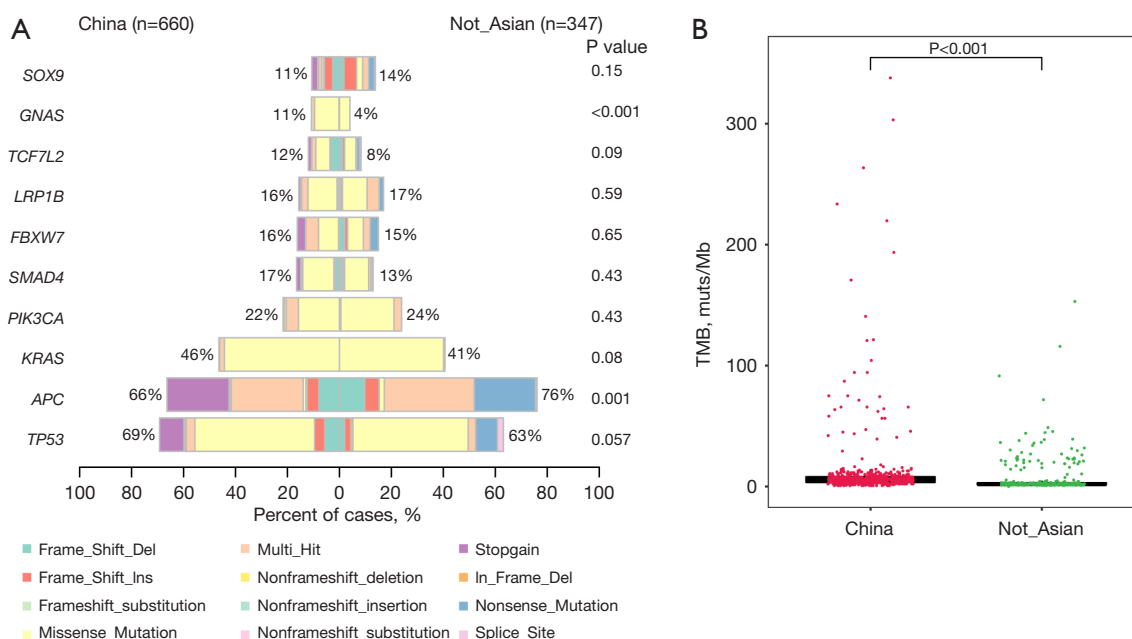 A
China (n=660)
Not_Asian (n=347)
P value
SOX9 11% 14% 0.15
GNAS 11% 4% <0.001
TCF7L2 12% 8% 0.09
LRP1B 16% 17% 0.59
FBXW7 16% 15% 0.65
SMAD4 17% 13% 0.43
PIK3CA 22% 24% 0.43
KRAS 46% 41% 0.08
APC 66% 76% 0.001
TP53 69% 63% 0.057
100 80 60 40 20 0 20 40 60 80 100
Percent of cases, %
Frame_Shift_Del Multi_Hit Stopgain
Frame_Shift_Ins Nonframeshift_deletion In_Frame_Del
Frameshift_substitution Nonframeshift_insertion Nonsense_Mutation
Missense_Mutation Nonframeshift_substitution Splice_Site
B
P<0.001
TMB, muts/Mb
300
200
100
0
China Not_Asian